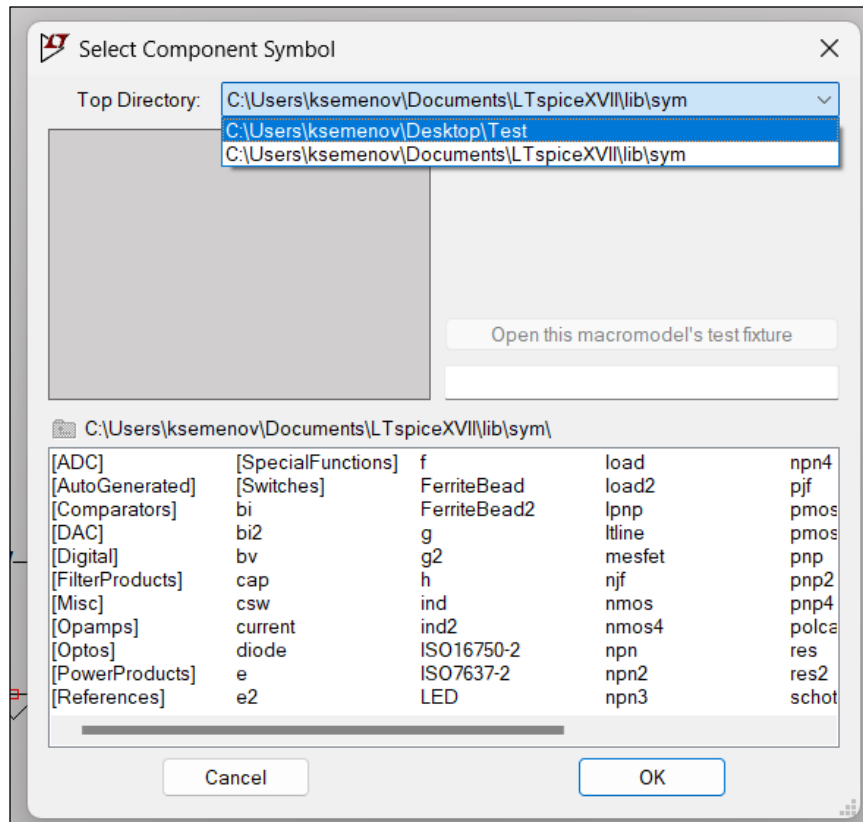 Select Component Symbol
Top Directory: C:\Users\ksemenov\Documents\LTspiceXVII\lib\sym
C:\Users\ksemenov\Desktop\Test
C:\Users\ksemenov\Documents\LTspiceXVII\lib\sym
Open this macromodel's test fixture
C:\Users\ksemenov\Documents\LTspiceXVII\lib\sym\
[ADC] [SpecialFunctions] f load npn4
[AutoGenerated] [Switches] FerriteBead load2 pjf
[Comparators] bi FerriteBead2 lpnp pmos
[DAC] bi2 g ltline pmos
[Digital] bv g2 mesfet pnp
[FilterProducts] cap h njf pnp2
[Misc] csw ind nmos pnp4
[Opamps] current ind2 nmos4 polca
[Optos] diode ISO16750-2 npn res
[PowerProducts] e ISO7637-2 npn2 res2
[References] e2 LED npn3 schot
Cancel OK